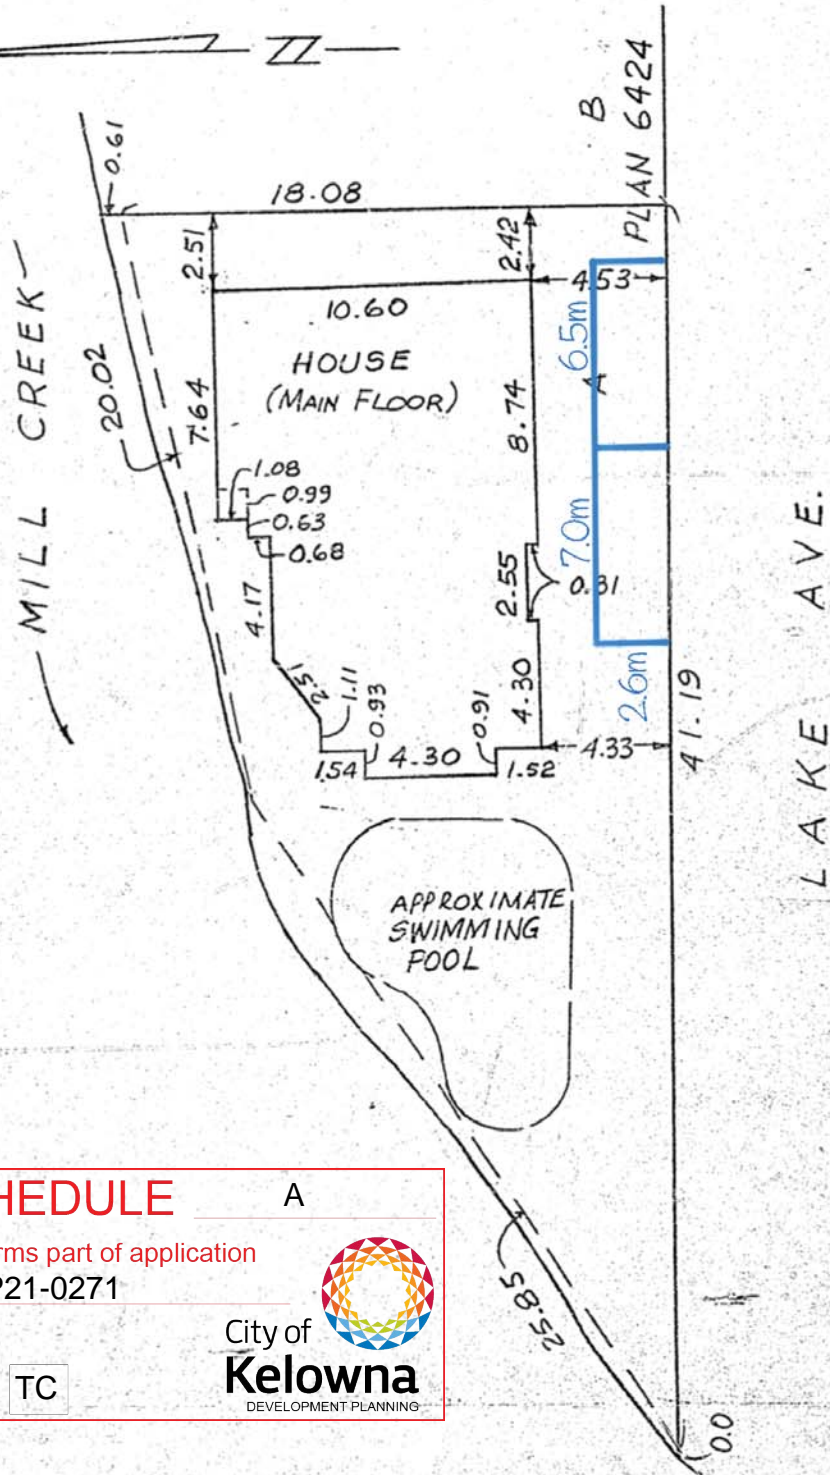 N
0.61
18.08
B
PLAN 6424
2.51
2.42
4.53
10.60
HOUSE
(MAIN FLOOR)
6.5m
A
MILL CREEK
20.02
7.64
8.74
1.08
0.99
0.63
0.68
7.0m
2.55
0.31
4.17
2.51
1.11
0.93
0.91
4.30
2.6m
1.54
4.30
1.52
4.33
41.19
LAKE AVE.
APPROXIMATE
SWIMMING
POOL
HEDULE A
rms part of application
P21-0271
City of
Kelowna
DEVELOPMENT PLANNING
TC
25.85
0.0